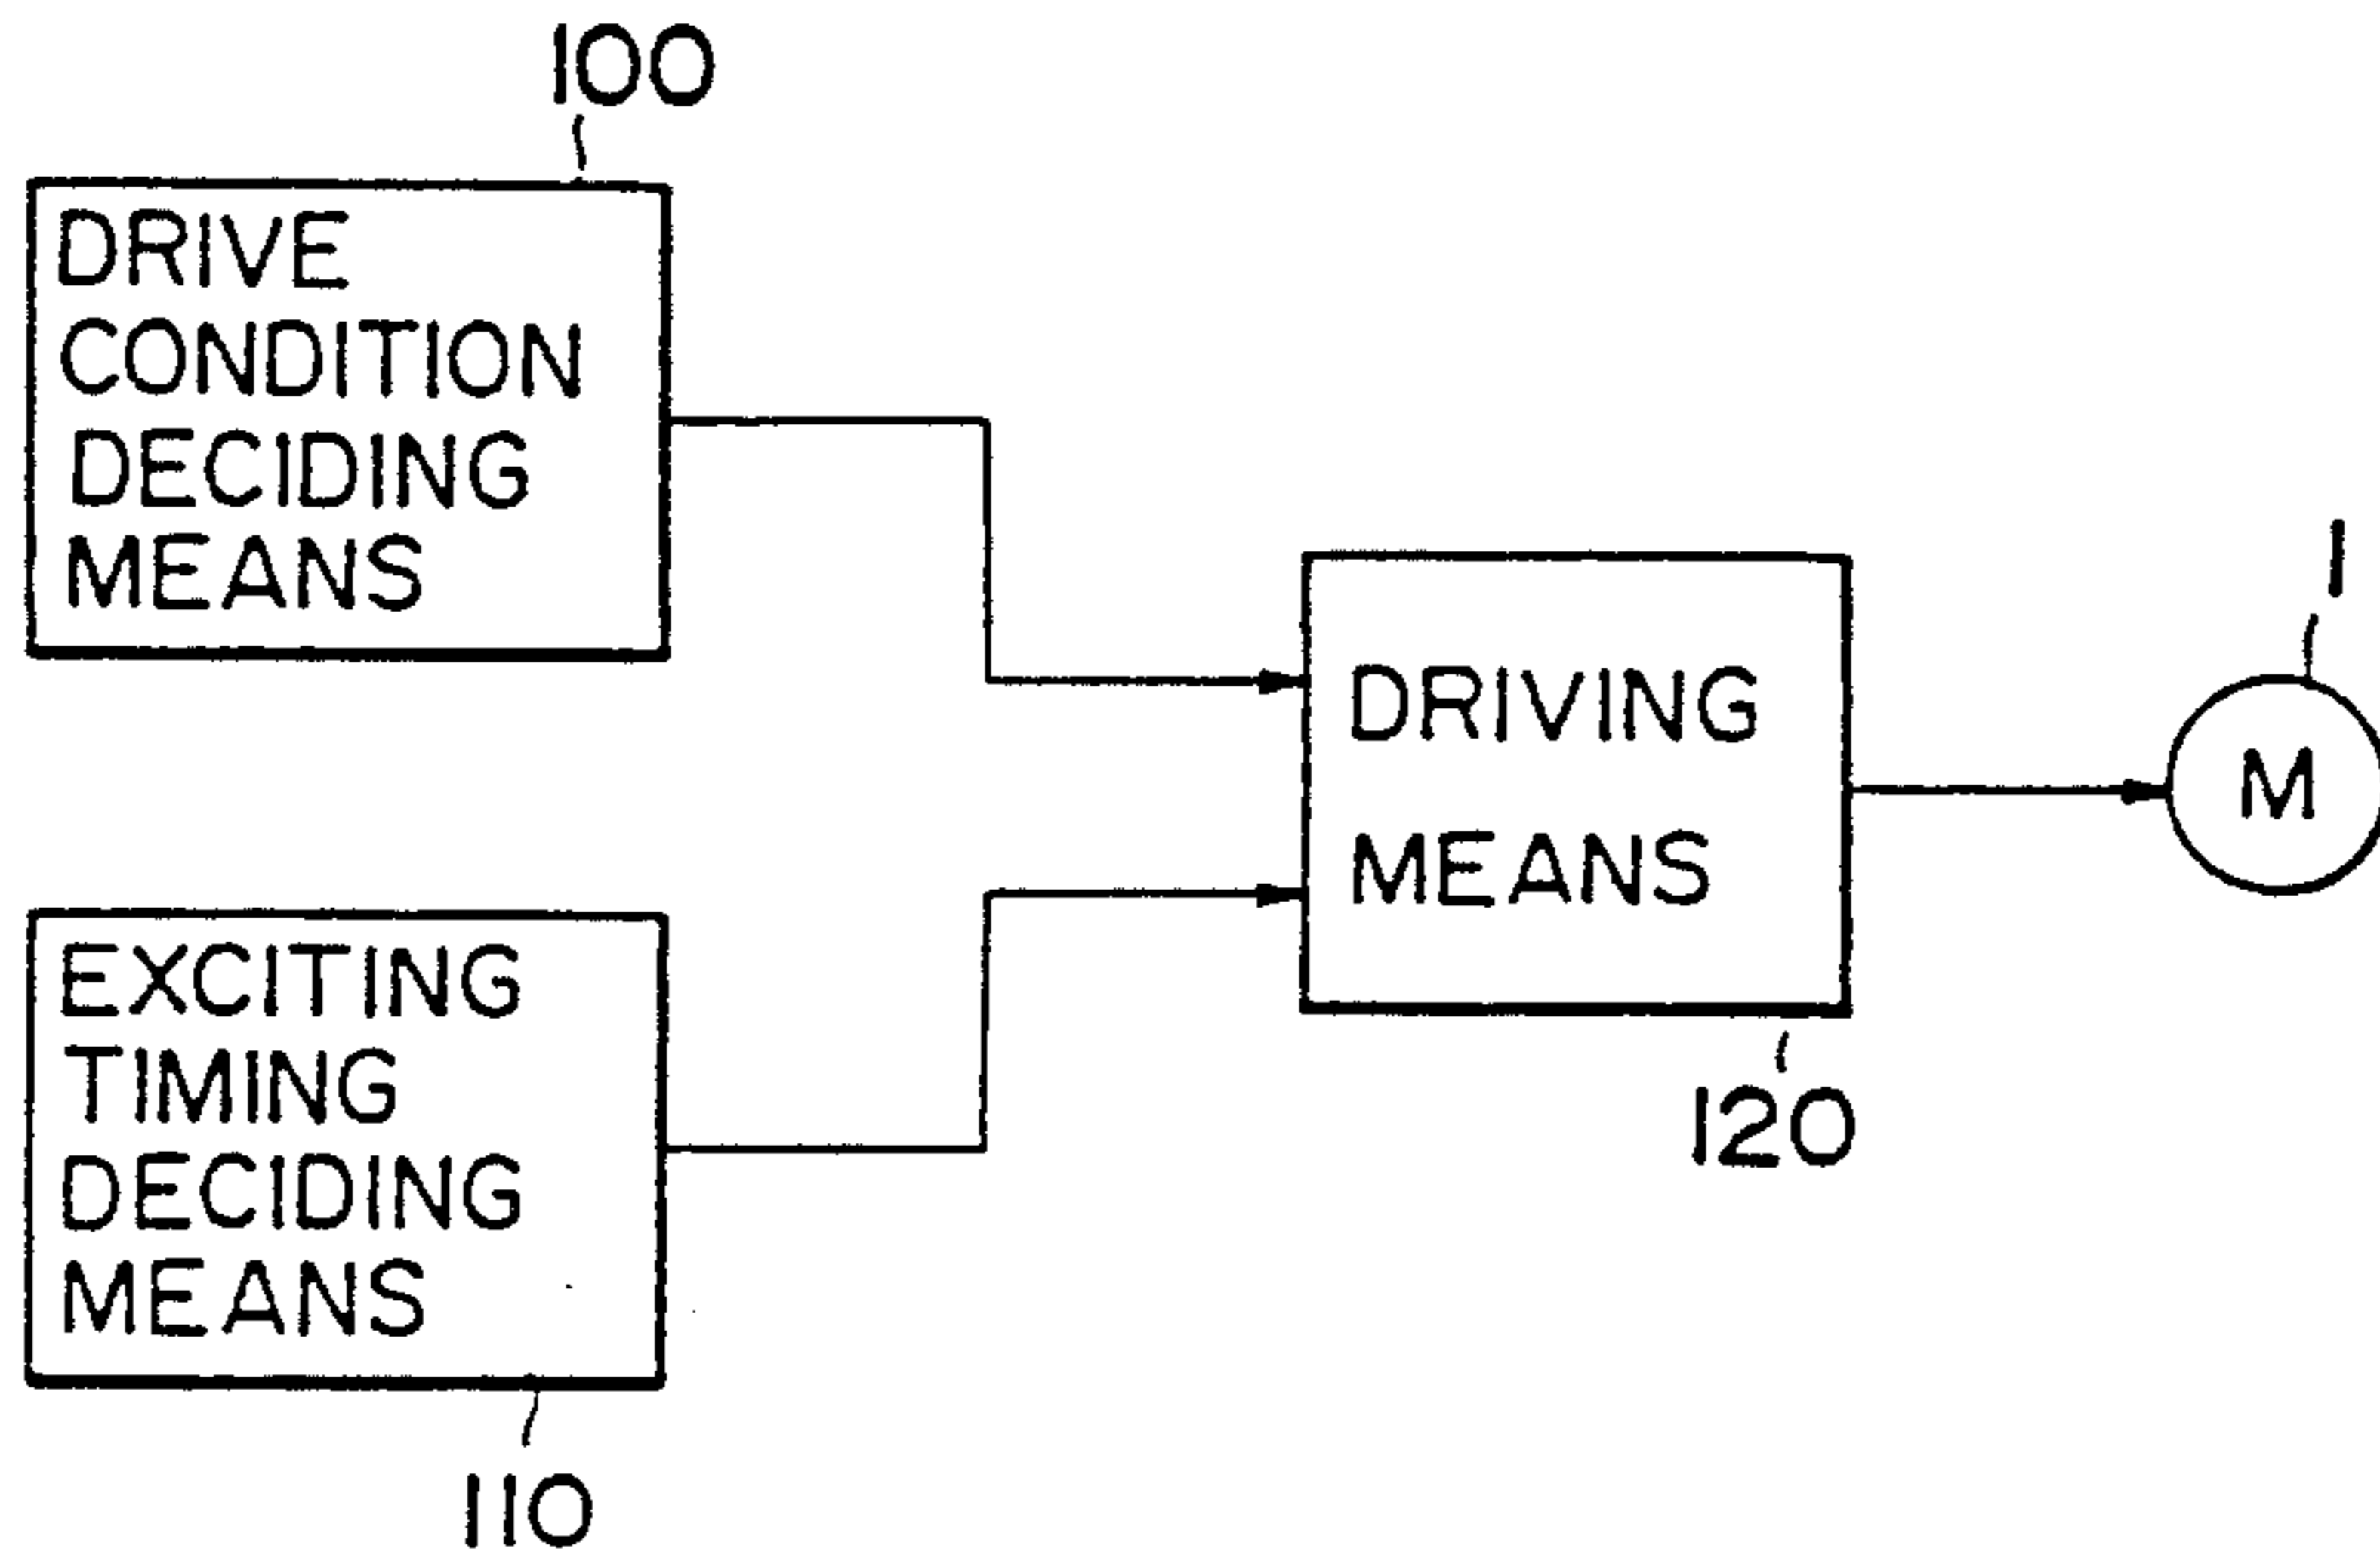 100
DRIVE
CONDITION
DECIDING
MEANS
1
DRIVING
MEANS
M
120
EXCITING
TIMING
DECIDING
MEANS
110